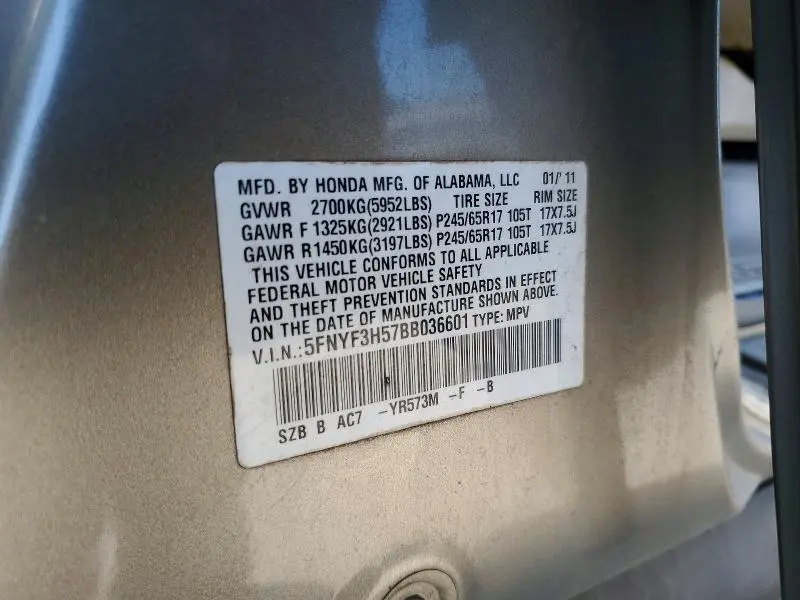 MFD. BY HONDA MFG. OF ALABAMA, LLC 01/'11
GVWR 2700KG(5952LBS) TIRE SIZE RIM SIZE
GAWR F 1325KG(2921LBS) P245/65R17 105T 17X7.5J
GAWR R1450KG(3197LBS) P245/65R17 105T 17X7.5J
THIS VEHICLE CONFORMS TO ALL APPLICABLE
FEDERAL MOTOR VEHICLE SAFETY
AND THEFT PREVENTION STANDARDS IN EFFECT
ON THE DATE OF MANUFACTURE SHOWN ABOVE.
V.I.N.:5FNYF3H57BB036601 TYPE: MPV
SZB B AC7 -YR573M -F -B